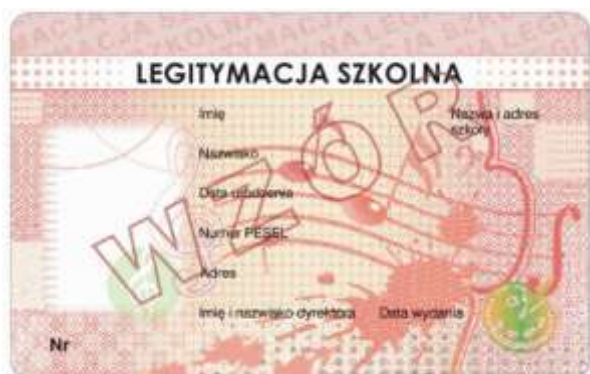 LEGITYMACJA SZKOLNA
Imię
Nazwa i adres
szkoły
Nazwisko
Data urodzenia
Numer PESEL
Adres
Imię i nazwisko dyrektora
Data wydania
Nr
WZÓR